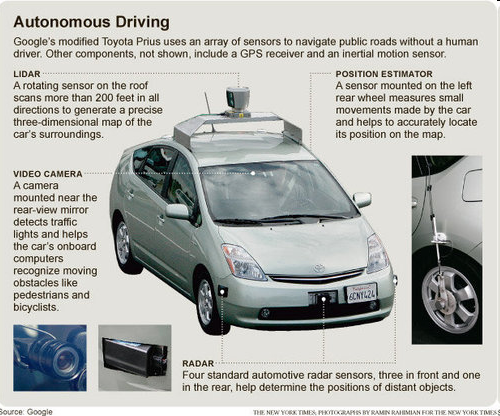 Autonomous Driving
Google's modified Toyota Prius uses an array of sensors to navigate public roads without a human
driver. Other components, not shown, include a GPS receiver and an inertial motion sensor.
LIDAR
A rotating sensor on the roof
scans more than 200 feet in all
directions to generate a precise
three-dimensional map of the
car's surroundings.
POSITION ESTIMATOR
A sensor mounted on the left
rear wheel measures small
movements made by the car
and helps to accurately locate
its position on the map.
VIDEO CAMERA
A camera
mounted near the
rear-view mirror
detects traffic
lights and helps
the car's onboard
computers
recognize moving
obstacles like
pedestrians and
bicyclists.
6CNY424
RADAR
Four standard automotive radar sensors, three in front and one
in the rear, help determine the positions of distant objects.
Source: Google
THE NEW YORK TIMES; PHOTOGRAPHS BY RAMIN RAHIMIAN FOR THE NEW YORK TIMES